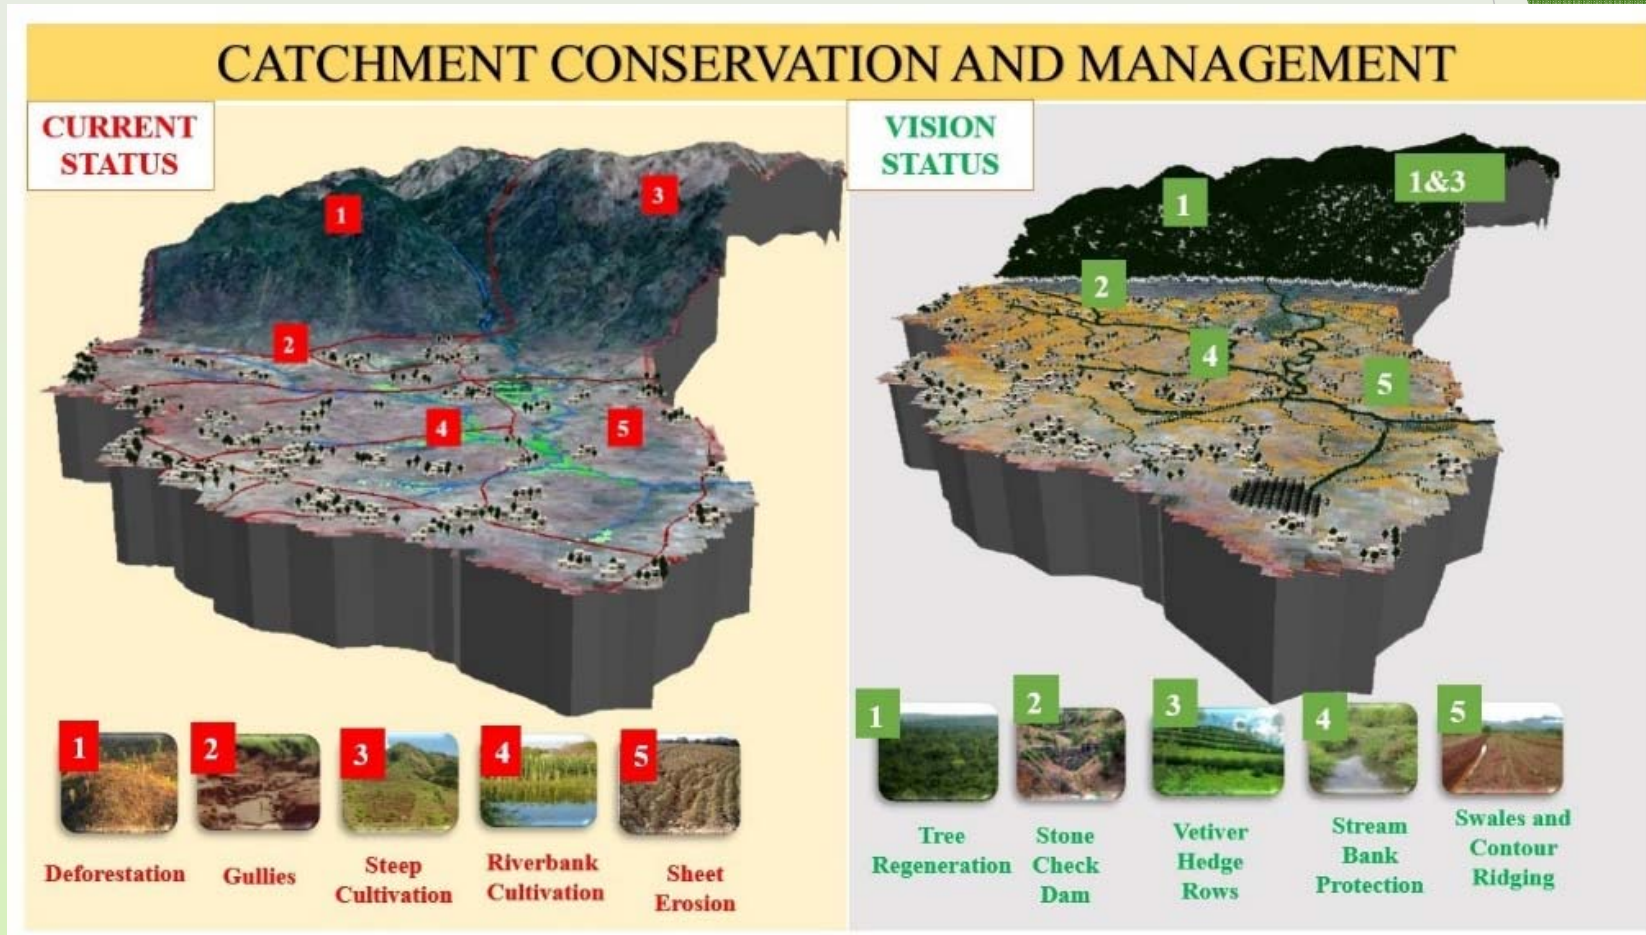 CATCHMENT CONSERVATION AND MANAGEMENT
CURRENT
STATUS
1
3
2
4
5
1
Deforestation
2
Gullies
3
Steep
Cultivation
4
Riverbank
Cultivation
5
Sheet
Erosion
VISION
STATUS
1
1&3
2
4
5
1
Tree
Regeneration
2
Stone
Check
Dam
3
Vetiver
Hedge
Rows
4
Stream
Bank
Protection
5
Swales and
Contour
Ridging